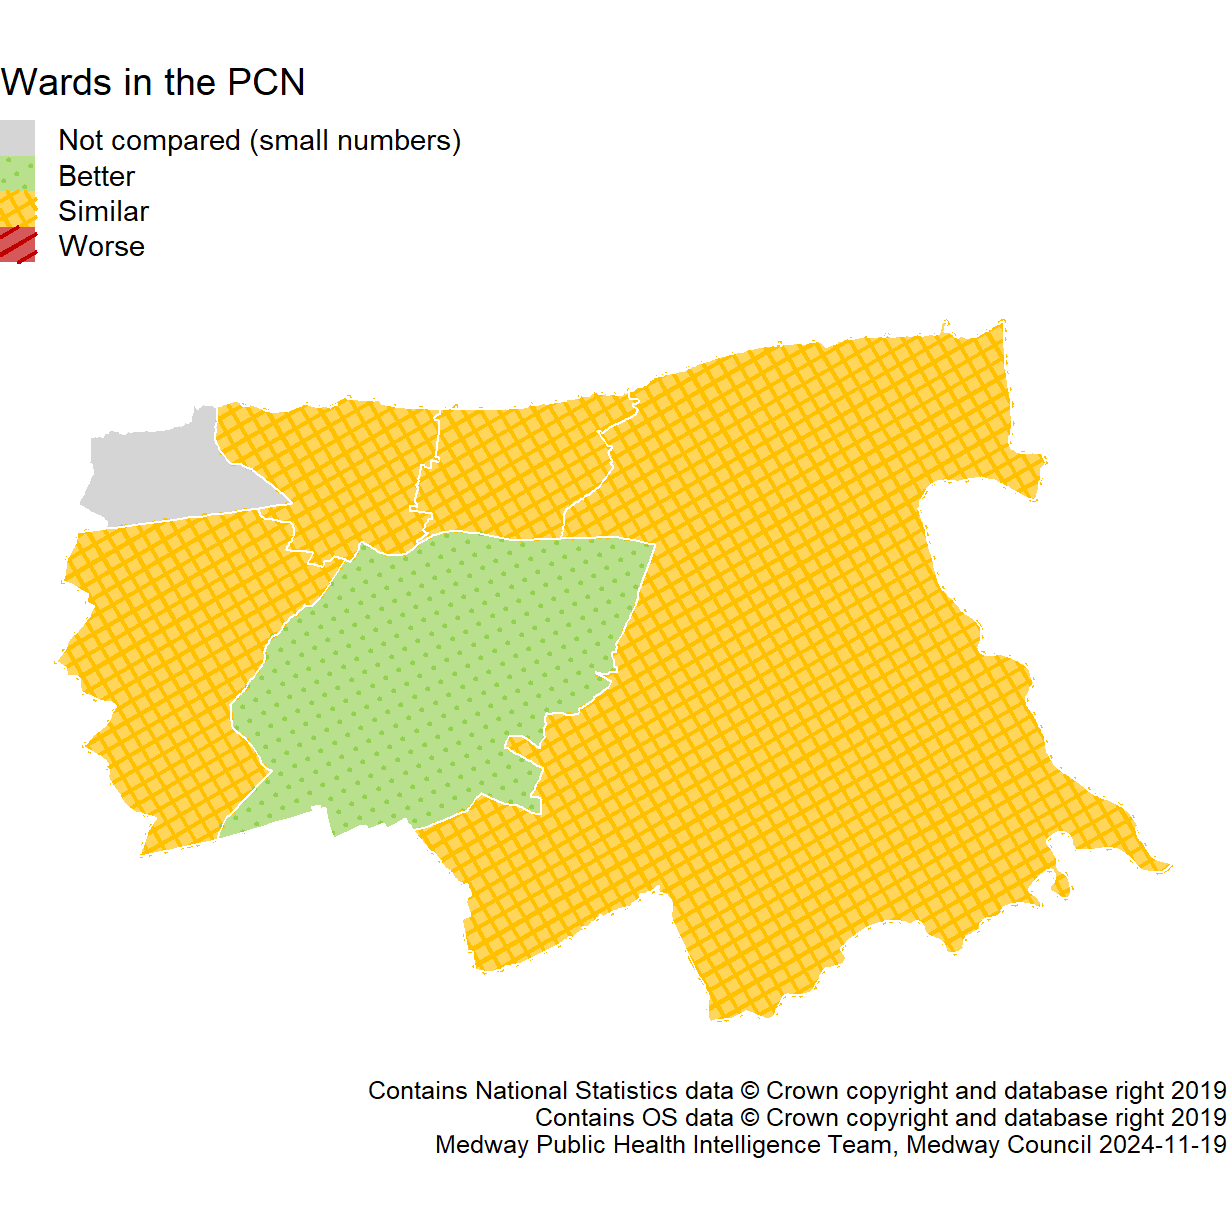 Wards in the PCN
Not compared (small numbers)
Better
Similar
Worse
Contains National Statistics data © Crown copyright and database right 2019
Contains OS data © Crown copyright and database right 2019
Medway Public Health Intelligence Team, Medway Council 2024-11-19